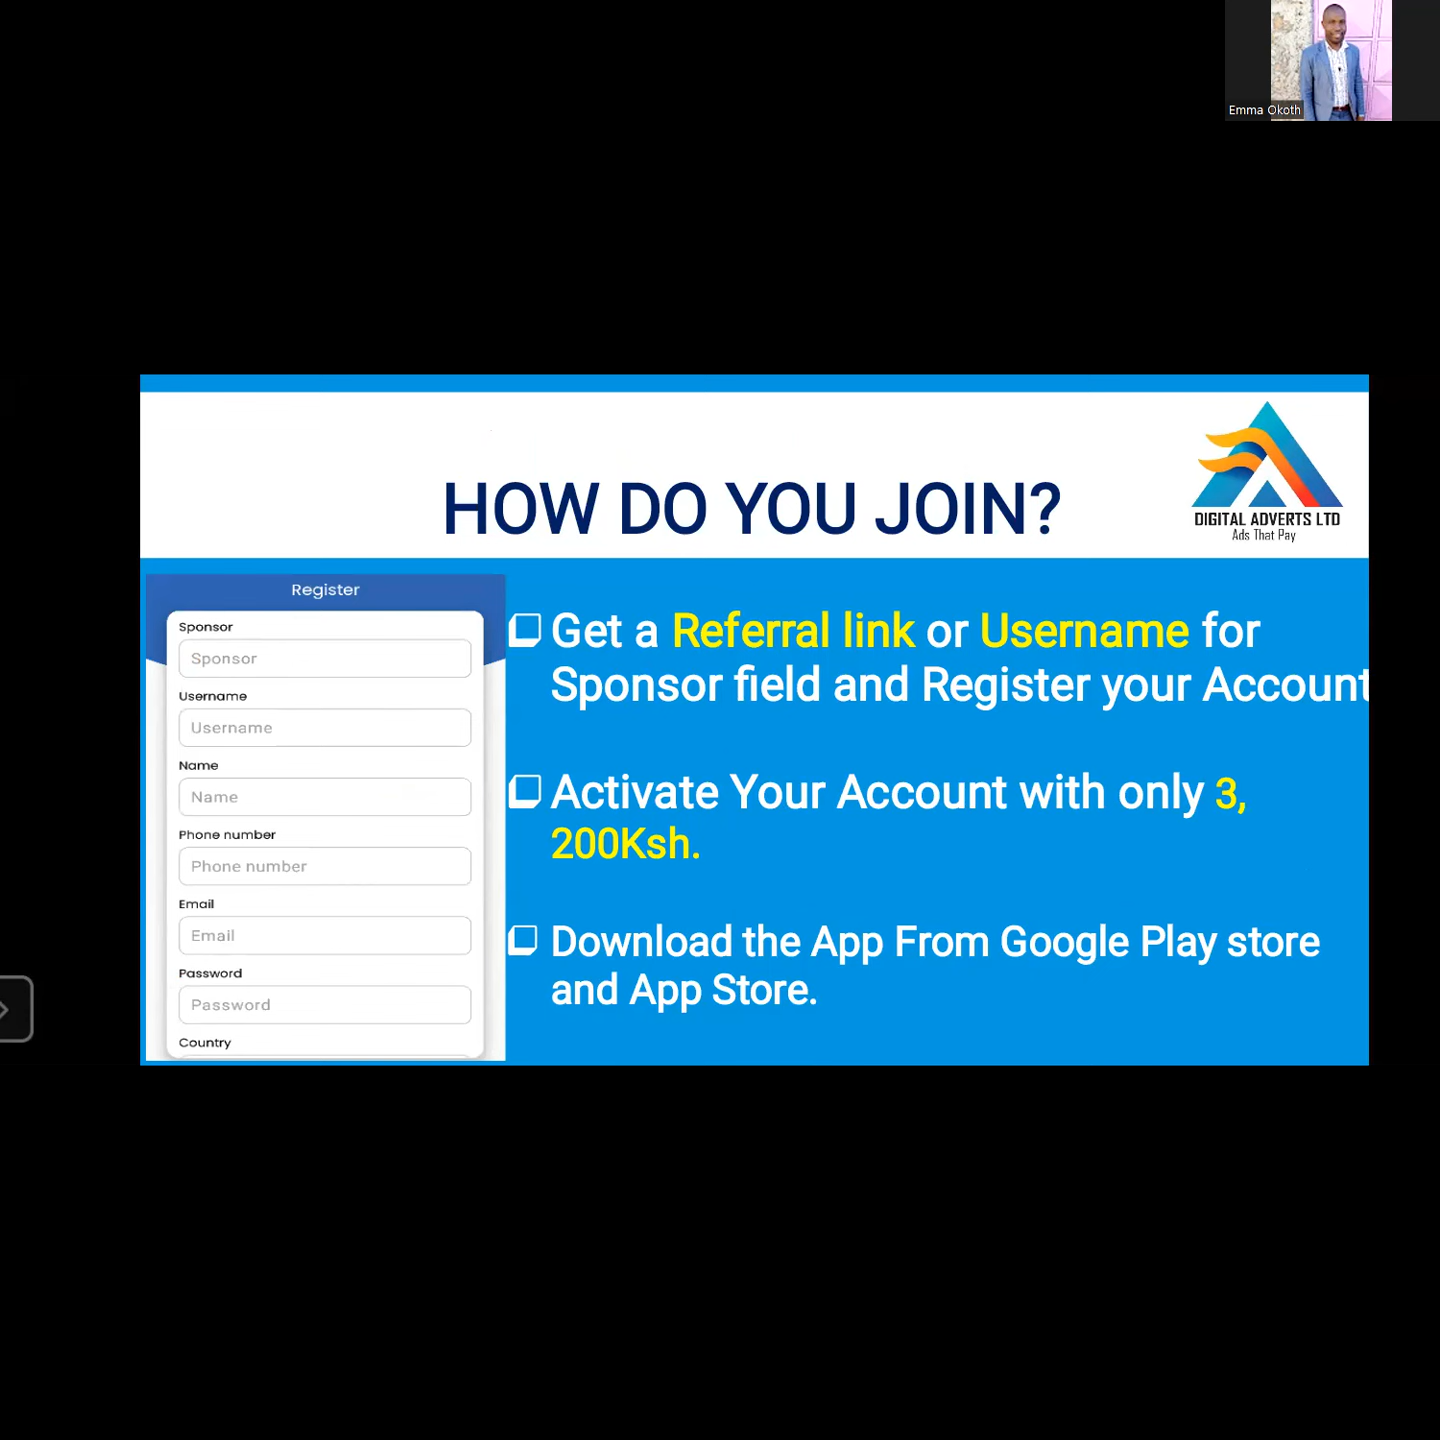 Emma Okoth
HOW DO YOU JOIN?
DIGITAL ADVERTS LTD
Ads That Pay
Register
Sponsor
Sponsor
Username
Username
Name
Name
Phone number
Phone number
Email
Email
Password
Password
Country
Get a Referral link or Username for
Sponsor field and Register your Account
Activate Your Account with only 3,
200Ksh.
Download the App From Google Play store
and App Store.